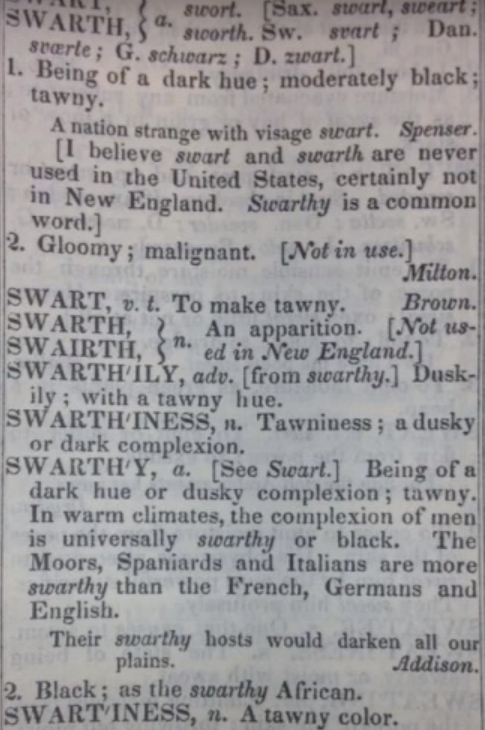 SWART,
SWARTH, } a. swort. [Sax. swart, sweart;
sworth. Sw. svart; Dan.
sværte; G. schwarz; D. zwart.]
1. Being of a dark hue; moderately black;
tawny.
A nation strange with visage swart. Spenser.
[I believe swart and swarth are never
used in the United States, certainly not
in New England. Swarthy is a common
word.]
2. Gloomy; malignant. [Not in use.]
Milton.
SWART, v. t. To make tawny. Brown.
SWARTH, } An apparition. [Not us-
SWAIRTH, } n. ed in New England.]
SWARTH'ILY, adv. [from swarthy.] Dusk-
ily; with a tawny hue.
SWARTH'INESS, n. Tawniness; a dusky
or dark complexion.
SWARTH'Y, a. [See Swart.] Being of a
dark hue or dusky complexion; tawny.
In warm climates, the complexion of men
is universally swarthy or black. The
Moors, Spaniards and Italians are more
swarthy than the French, Germans and
English.
Their swarthy hosts would darken all our
plains. Addison.
2. Black; as the swarthy African.
SWART'INESS, n. A tawny color.